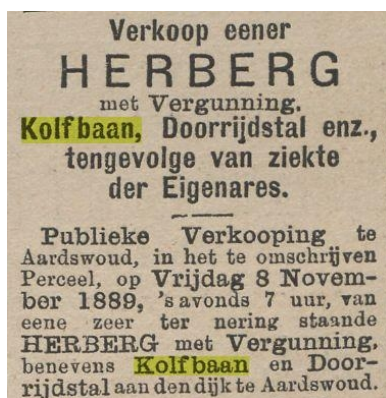 Verkoop eener
HERBERG
met Vergunning.
Kolfbaan, Doorrijdstal enz.,
tengevolge van ziekte
der Eigenares.
Publieke Verkooping te
Aardswoud, in het te omschrijven
Perceel, op Vrijdag 8 Novem-
ber 1889, 's avonds 7 uur, van
eene zeer ter nering staande
HERBERG met Vergunning,
benevens Kolfbaan en Door-
rijdstal aan den dijk te Aardswoud.